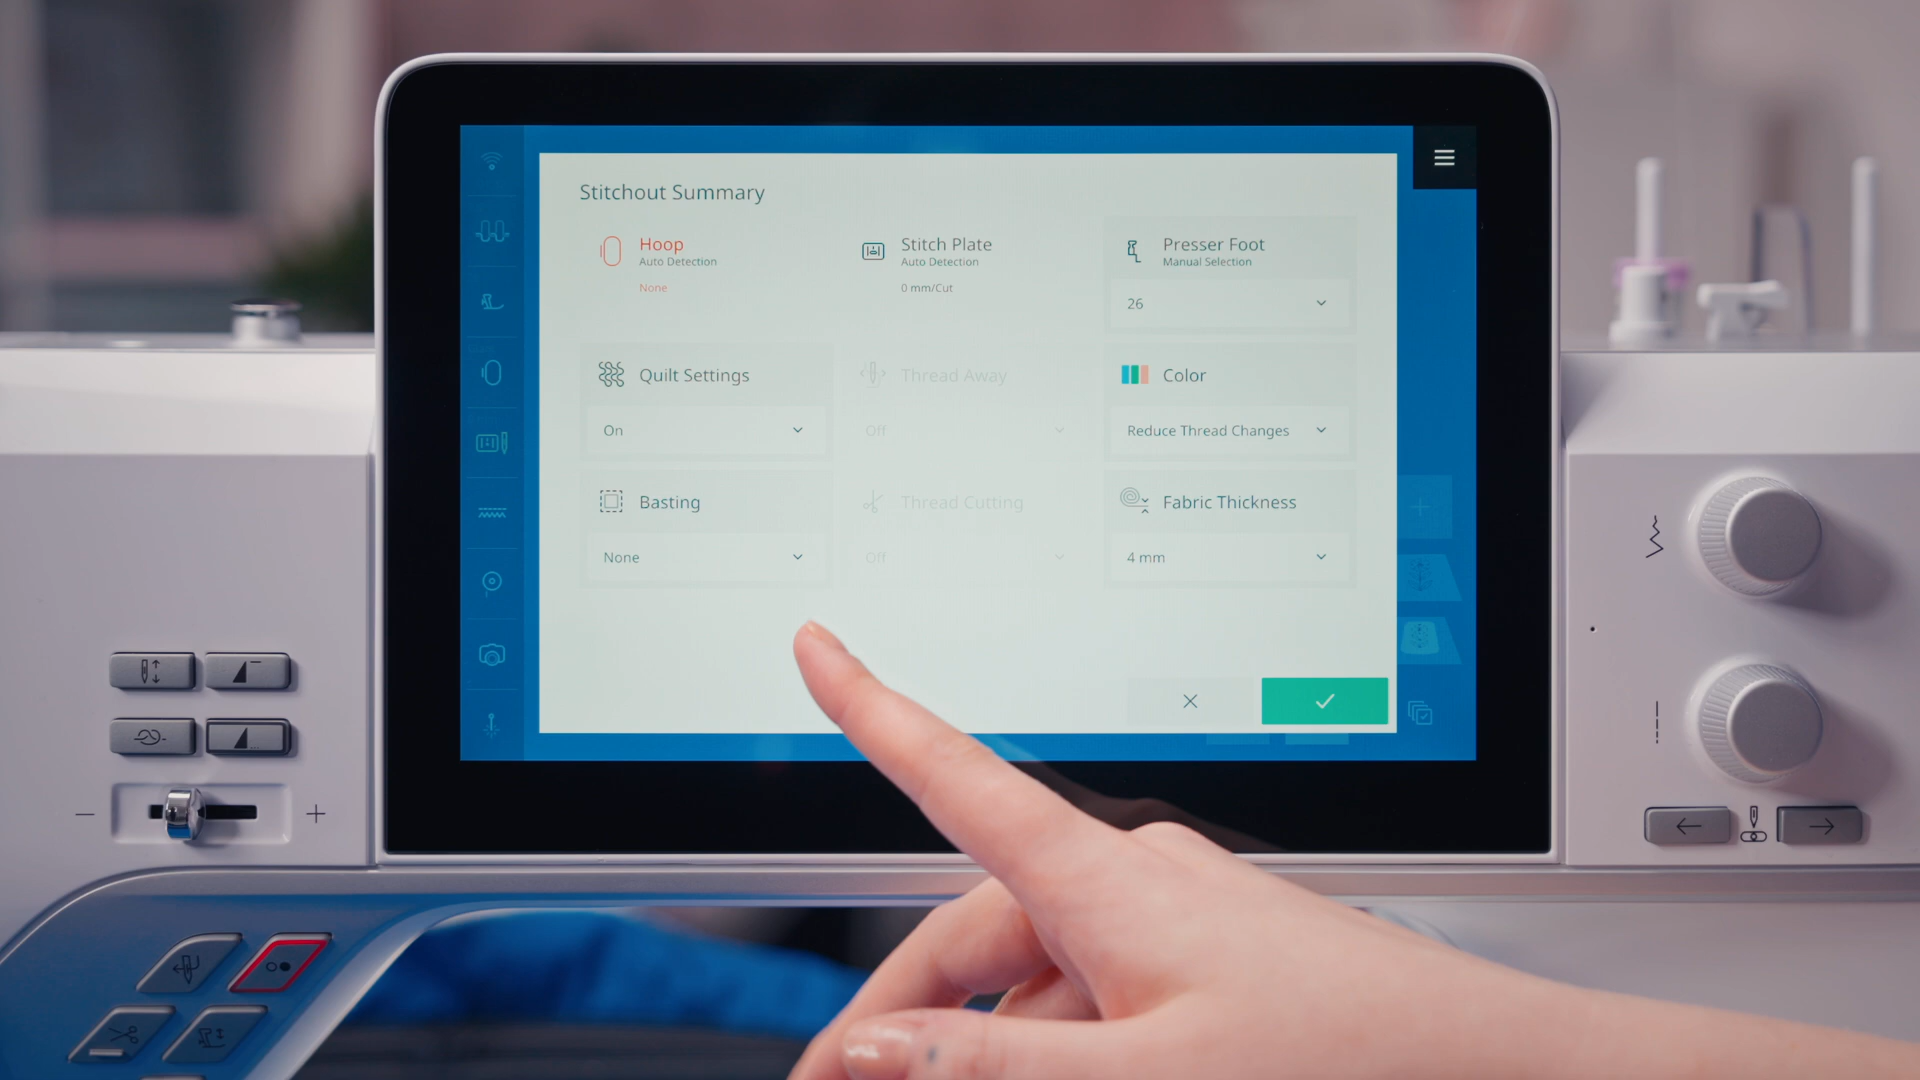 Stitchout Summary
Hoop
Auto Detection
None
Stitch Plate
Auto Detection
0 mm/Cut
Presser Foot
Manual Selection
26
Quilt Settings
On
Thread Away
Off
Color
Reduce Thread Changes
Basting
None
Thread Cutting
Off
Fabric Thickness
4 mm